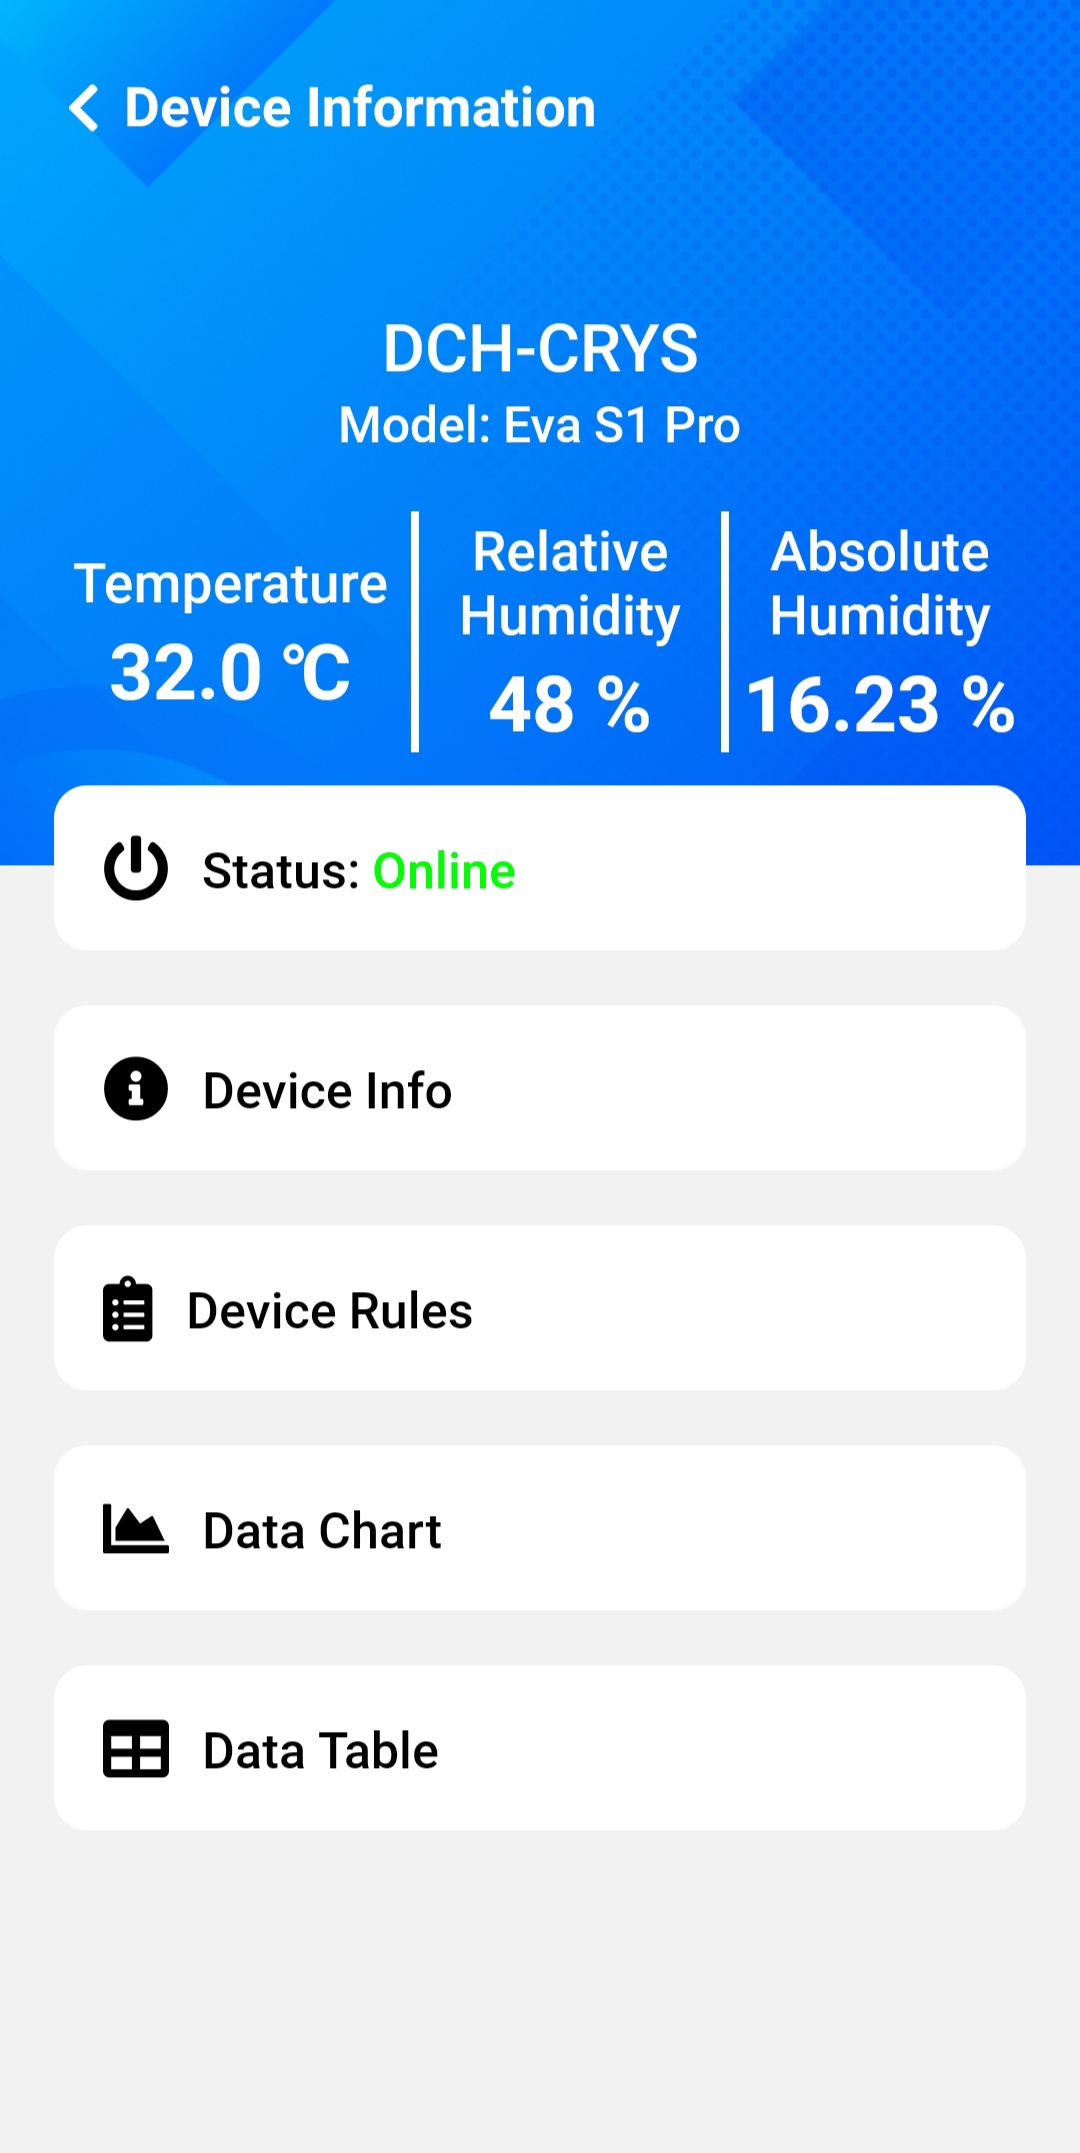 Device Information
DCH-CRYS
Model: Eva S1 Pro
Temperature
32.0 °C
Relative
Humidity
48 %
Absolute
Humidity
16.23 %
Status: Online
Device Info
Device Rules
Data Chart
Data Table